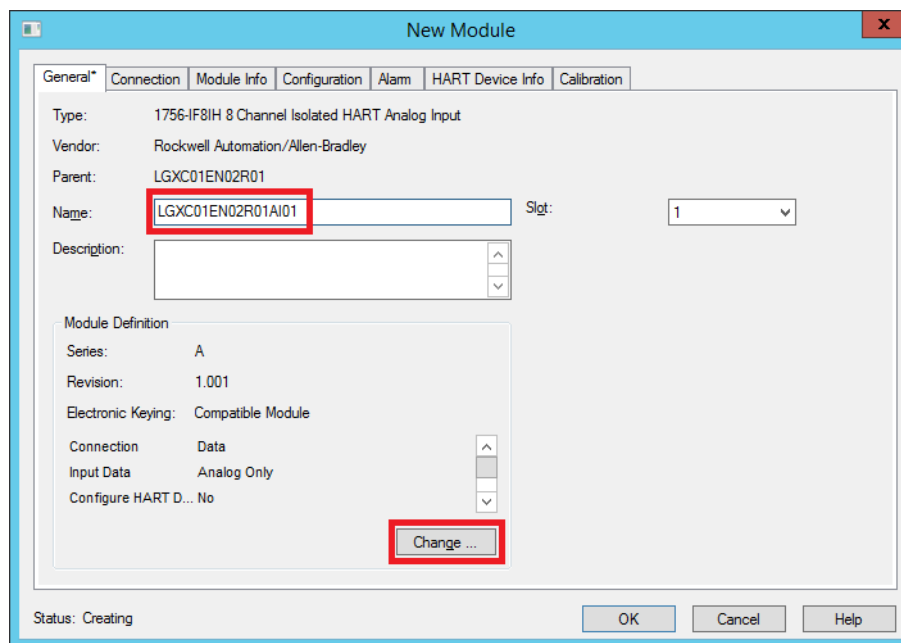 New Module
X
General* Connection Module Info Configuration Alarm HART Device Info Calibration
Type: 1756-IF8IH 8 Channel Isolated HART Analog Input
Vendor: Rockwell Automation/Allen-Bradley
Parent: LGXC01EN02R01
Name: LGXC01EN02R01AI01 Slot: 1
Description:
Module Definition
Series: A
Revision: 1.001
Electronic Keying: Compatible Module
Connection Data
Input Data Analog Only
Configure HART D... No
Change ...
Status: Creating OK Cancel Help